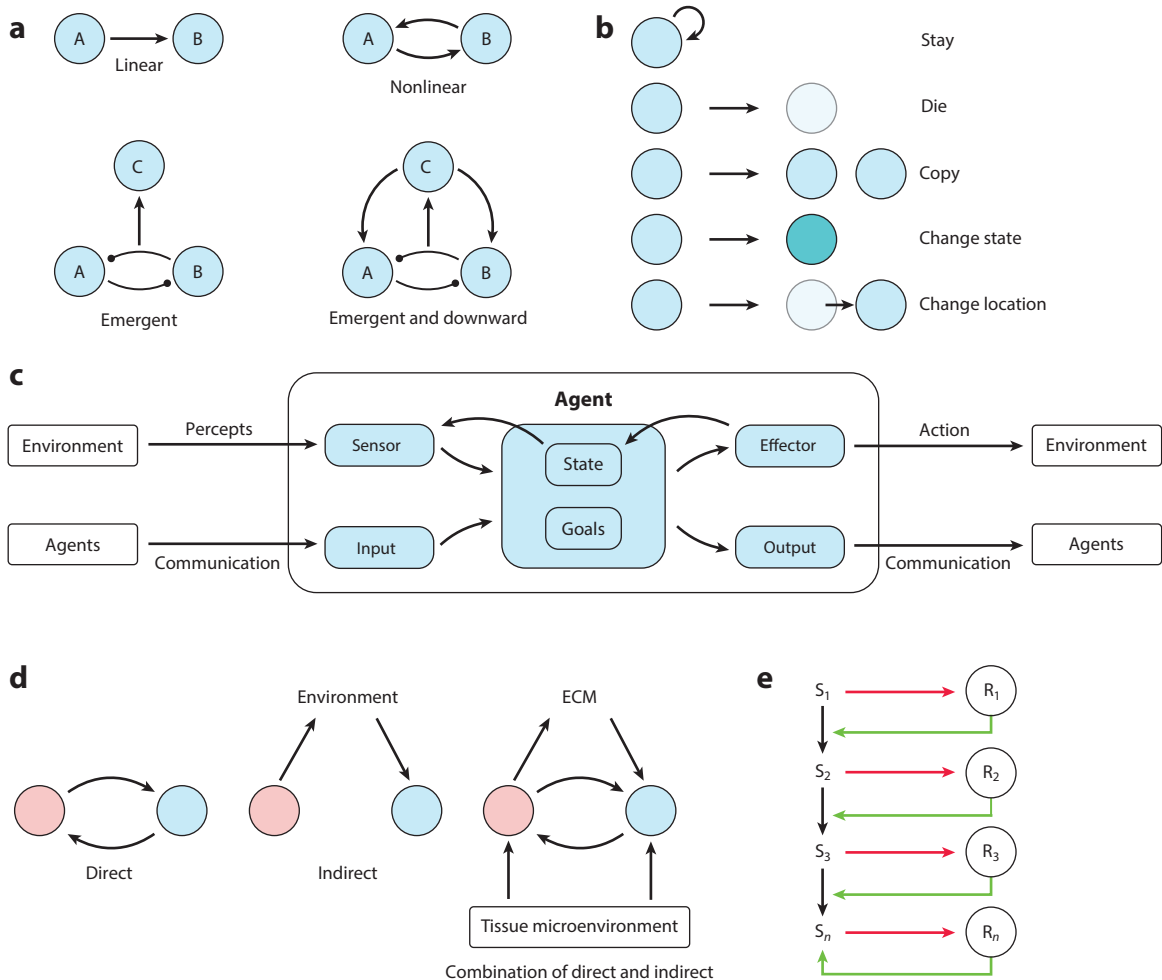 a
A
B
Linear
A
B
Nonlinear
C
A
B
Emergent
C
A
B
Emergent and downward
b
Stay
Die
Copy
Change state
Change location
c
Agent
Environment
Percepts
Sensor
State
Effector
Action
Environment
Agents
Communication
Input
Goals
Output
Communication
Agents
d
Direct
Environment
Indirect
ECM
Tissue microenvironment
Combination of direct and indirect
e
S1
R1
S2
R2
S3
R3
Sn
Rn